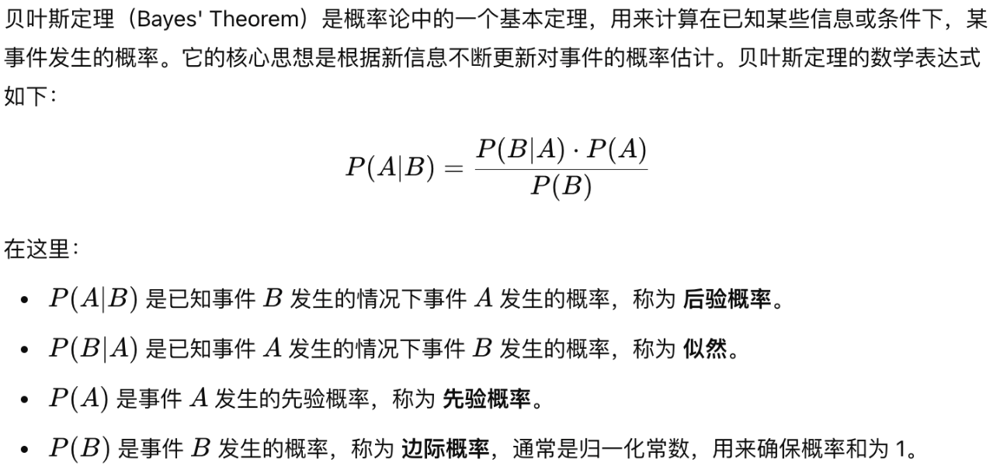 贝叶斯定理（Bayes' Theorem）是概率论中的一个基本定理，用来计算在已知某些信息或条件下，某
事件发生的概率。它的核心思想是根据新信息不断更新对事件的概率估计。贝叶斯定理的数学表达式
如下：
P(A|B) = \frac{P(B|A) · P(A)}{P(B)}
在这里：
• P(A|B) 是已知事件 B 发生的情况下事件 A 发生的概率，称为 后验概率。
• P(B|A) 是已知事件 A 发生的情况下事件 B 发生的概率，称为 似然。
• P(A) 是事件 A 发生的先验概率，称为 先验概率。
• P(B) 是事件 B 发生的概率，称为 边际概率，通常是归一化常数，用来确保概率和为 1。